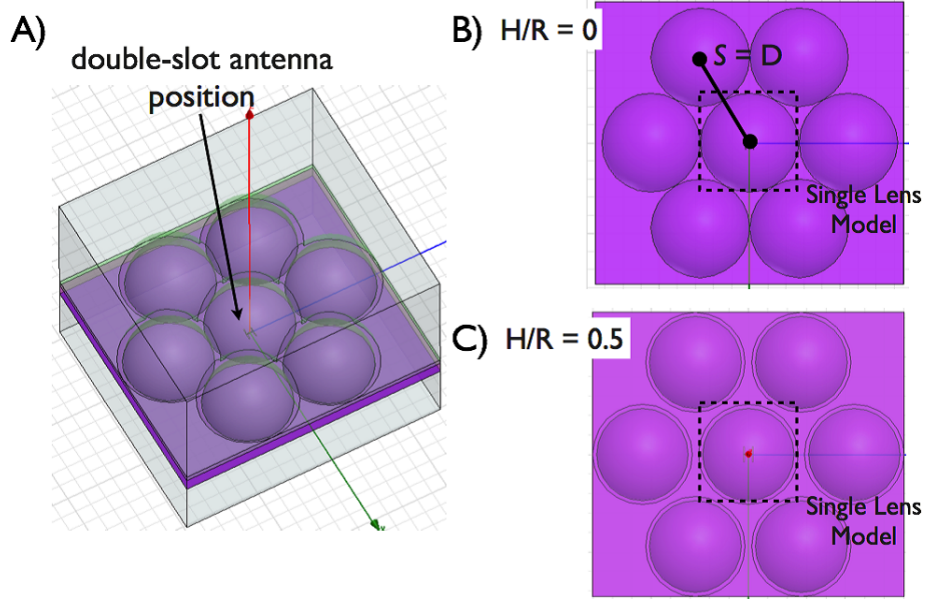 A)
double-slot antenna
position
B)
H/R = 0
S = D
Single Lens
Model
C)
H/R = 0.5
Single Lens
Model